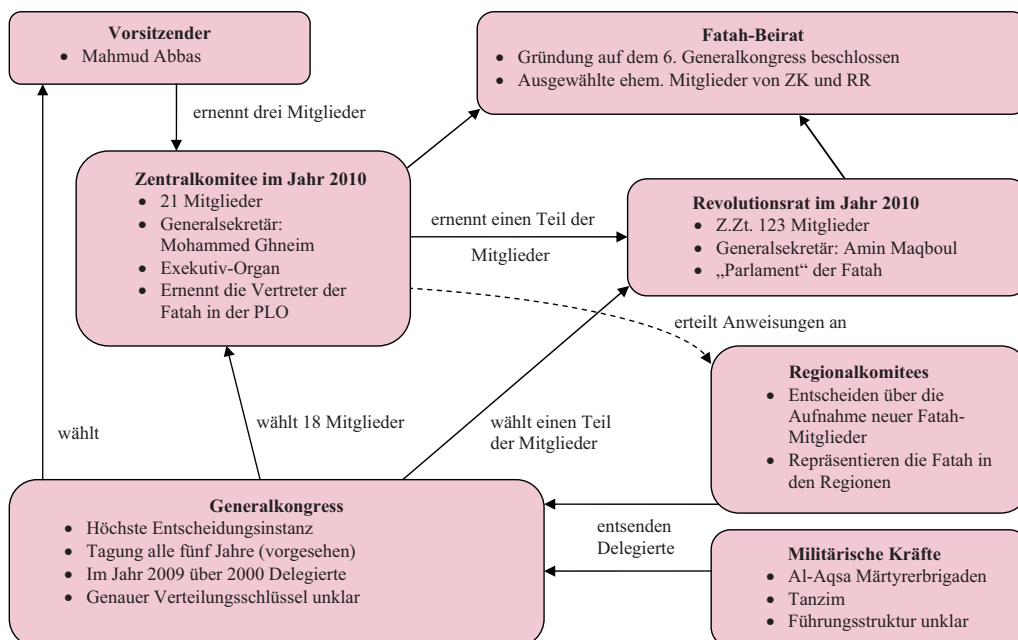 Vorsitzender
• Mahmud Abbas
Fatah-Beirat
• Gründung auf dem 6. Generalkongress beschlossen
• Ausgewählte ehem. Mitglieder von ZK und RR
ernennt drei Mitglieder
Zentralkomitee im Jahr 2010
• 21 Mitglieder
• Generalsekretär:
Mohammed Ghneim
• Exekutiv-Organ
• Ernennt die Vertreter der
Fatah in der PLO
ernennt einen Teil der
Mitglieder
Revolutionsrat im Jahr 2010
• Z.Zt. 123 Mitglieder
• Generalsekretär: Amin Maqboul
• „Parlament“ der Fatah
erteilt Anweisungen an
Regionalkomitees
• Entscheiden über die
Aufnahme neuer Fatah-
Mitglieder
• Repräsentieren die Fatah in
den Regionen
wählt
wählt 18 Mitglieder
wählt einen Teil
der Mitglieder
Generalkongress
• Höchste Entscheidungsinstanz
• Tagung alle fünf Jahre (vorgesehen)
• Im Jahr 2009 über 2000 Delegierte
• Genauer Verteilungsschlüssel unklar
entsenden
Delegierte
Militärische Kräfte
• Al-Aqsa Märtyrerbrigaden
• Tanzim
• Führungsstruktur unklar